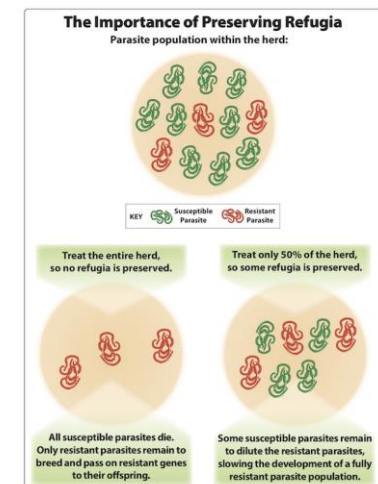 The Importance of Preserving Refugia
Parasite population within the herd:
KEY
Susceptible
Parasite
Resistant
Parasite
Treat the entire herd,
so no refugia is preserved.
Treat only 50% of the herd,
so some refugia is preserved.
All susceptible parasites die.
Only resistant parasites remain to
breed and pass on resistant genes
to their offspring.
Some susceptible parasites remain
to dilute the resistant parasites,
slowing the development of a fully
resistant parasite population.